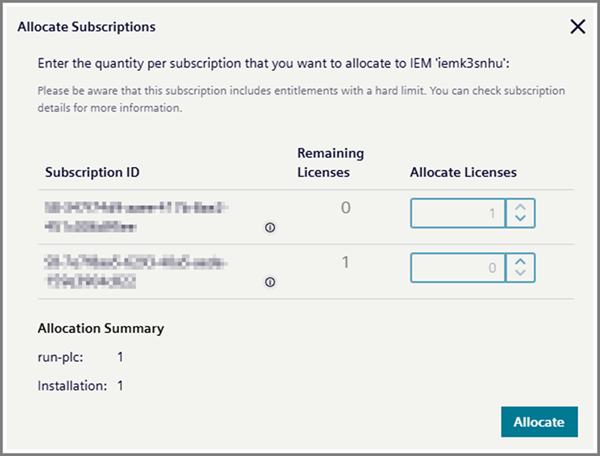 Allocate Subscriptions
Enter the quantity per subscription that you want to allocate to IEM 'iemk3snhu':
Please be aware that this subscription includes entitlements with a hard limit. You can check subscription
details for more information.
Subscription ID
Remaining
Licenses
Allocate Licenses
0
1
1
0
Allocation Summary
run-plc: 1
Installation: 1
Allocate